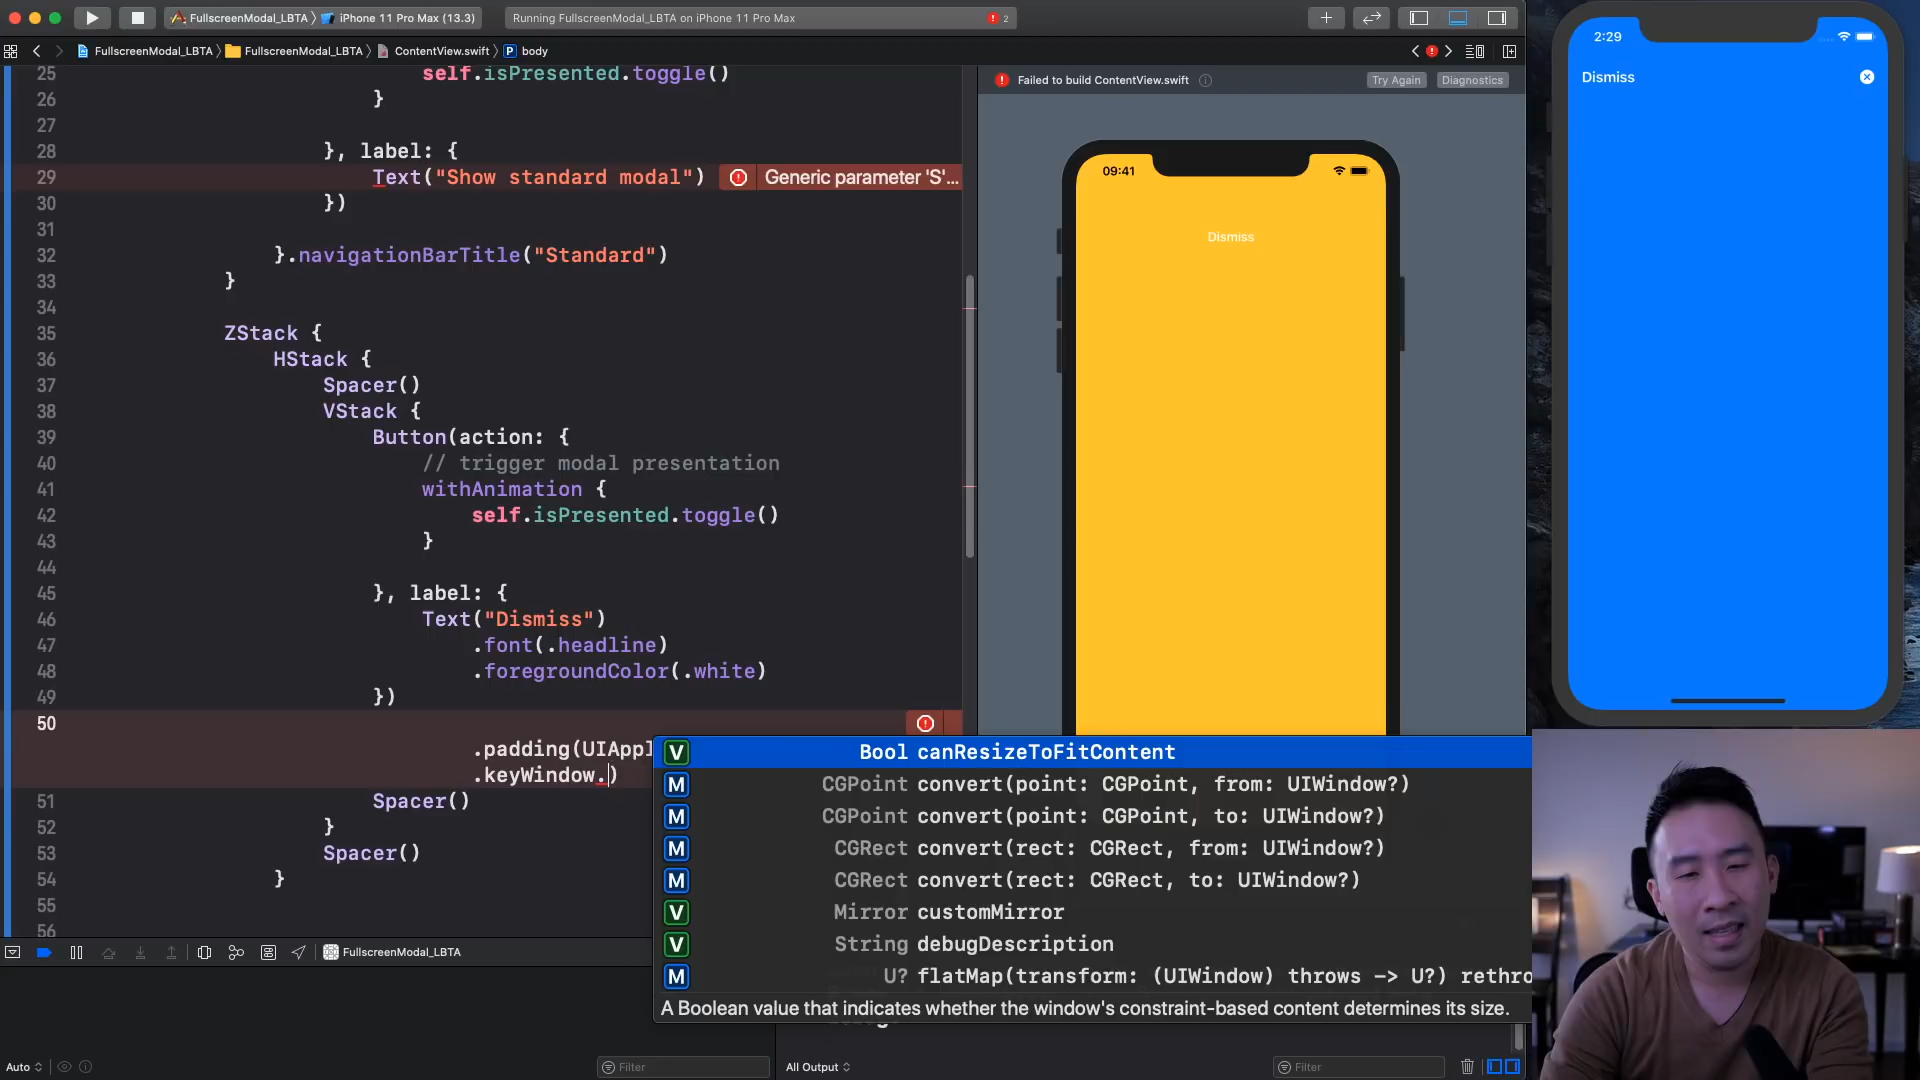 FullscreenModal_LBTA 〉 iPhone 11 Pro Max (13.3)
Running FullscreenModal_LBTA on iPhone 11 Pro Max
2
FullscreenModal_LBTA 〉 FullscreenModal_LBTA 〉 ContentView.swift 〉 P body
25 self.isPresented.toggle()
26 }
27
28 }, label: {
29 Text("Show standard modal") Generic parameter 'S'...
30 })
31
32 }.navigationBarTitle("Standard")
33 }
34
35 ZStack {
36 HStack {
37 Spacer()
38 VStack {
39 Button(action: {
40 // trigger modal presentation
41 withAnimation {
42 self.isPresented.toggle()
43 }
44
45 }, label: {
46 Text("Dismiss")
47 .font(.headline)
48 .foregroundColor(.white)
49 })
50
.padding(UIAppl
.keyWindow.)
51 Spacer()
52 }
53 Spacer()
54 }
55
56
V Bool canResizeToFitContent
M CGPoint convert(point: CGPoint, from: UIWindow?)
M CGPoint convert(point: CGPoint, to: UIWindow?)
M CGRect convert(rect: CGRect, from: UIWindow?)
M CGRect convert(rect: CGRect, to: UIWindow?)
V Mirror customMirror
V String debugDescription
M U? flatMap(transform: (UIWindow) throws -> U?) rethro
A Boolean value that indicates whether the window's constraint-based content determines its size.
Failed to build ContentView.swift
Try Again
Diagnostics
09:41
Dismiss
2:29
Dismiss
FullscreenModal_LBTA
Auto
Filter
All Output
Filter